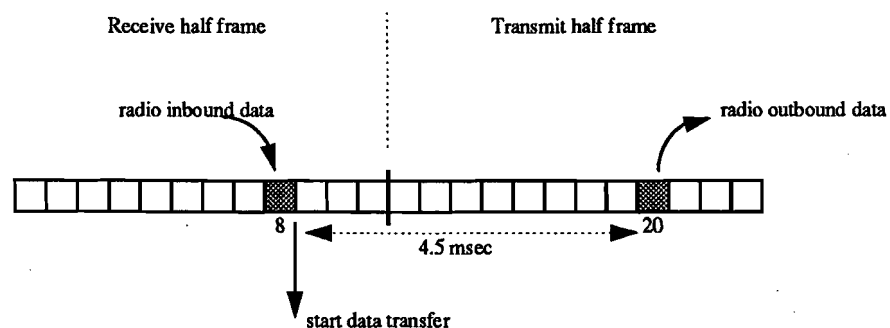 Receive half frame
Transmit half frame
radio inbound data
radio outbound data
8
20
4.5 msec
start data transfer